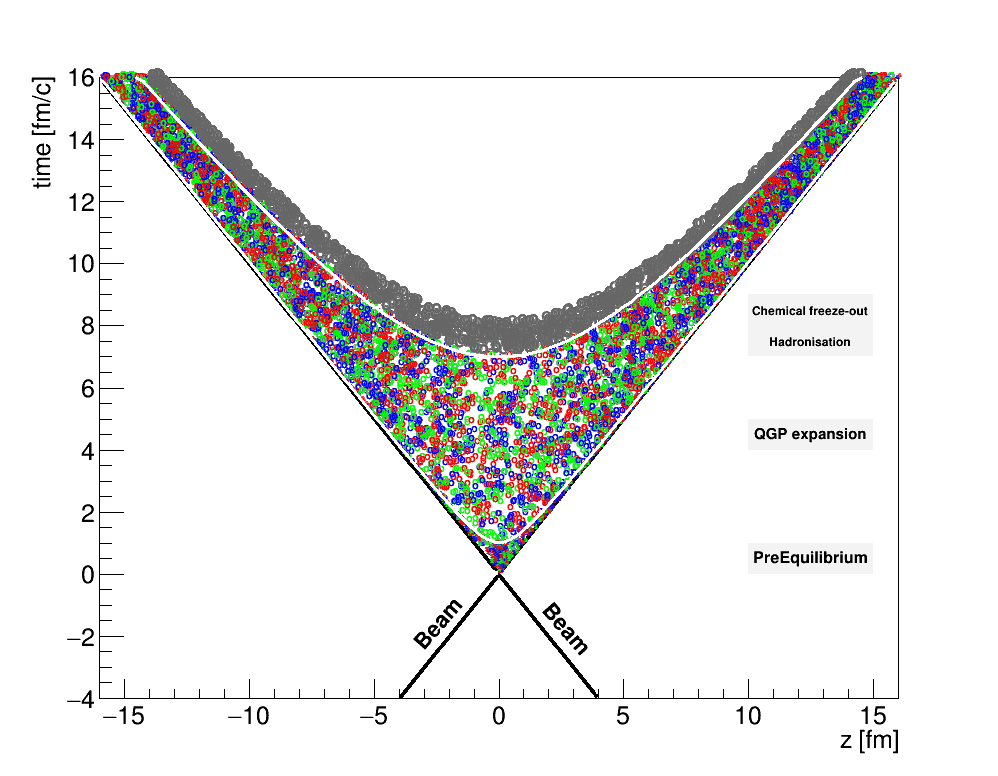 time [fm/c]
16
14
12
10
8
6
4
2
0
−2
−4
Chemical freeze-out
Hadronisation
QGP expansion
PreEquilibrium
Beam
Beam
−15
−10
−5
0
5
10
15
z [fm]